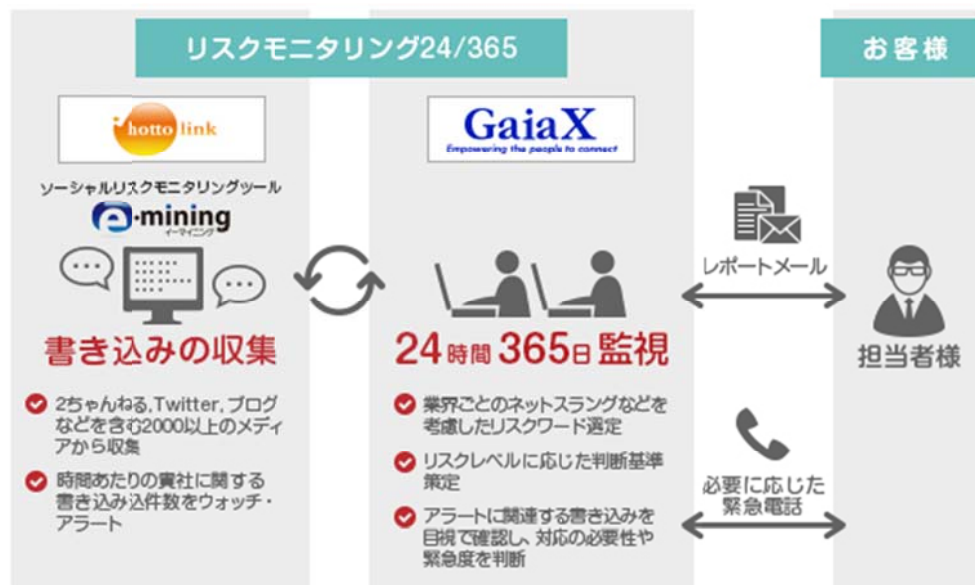 リスクモニタリング24/365
お客様
hotto link
GaiaX
Empowering the people to connect
ソーシャルリスクモニタリングツール
e-mining
イーマイニング
書き込みの収集
2ちゃんねる,Twitter,ブログ
などを含む2000以上のメディ
アから収集
時間あたりの貴社に関する
書き込み込件数をウォッチ・
アラート
24時間365日監視
業界ごとのネットスラングなどを
考慮したリスクワード選定
リスクレベルに応じた判断基準
策定
アラートに関連する書き込みを
目視で確認し、対応の必要性や
緊急度を判断
レポートメール
必要に応じた
緊急電話
担当者様